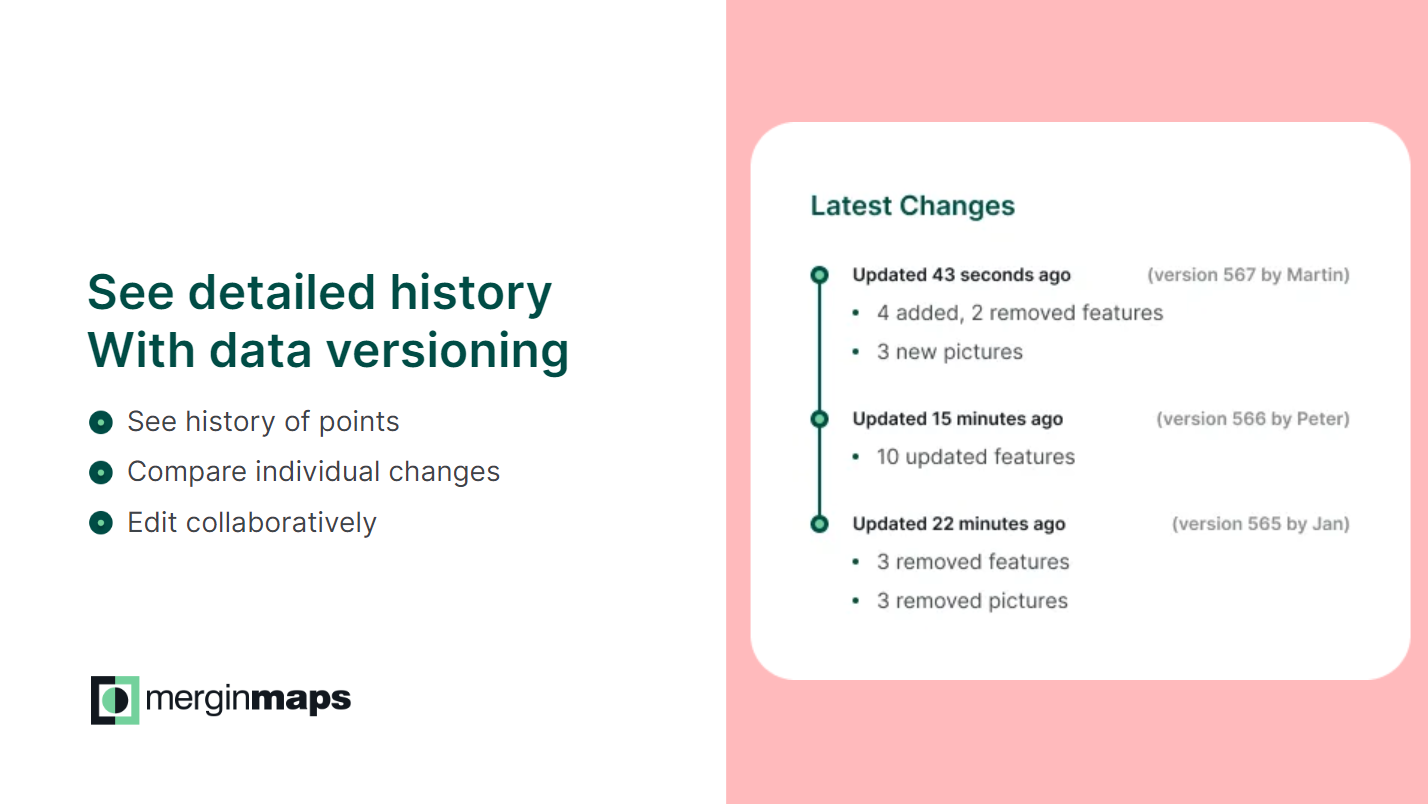 See detailed history
With data versioning
See history of points
Compare individual changes
Edit collaboratively
merginmaps
Latest Changes
Updated 43 seconds ago (version 567 by Martin)
• 4 added, 2 removed features
• 3 new pictures
Updated 15 minutes ago (version 566 by Peter)
• 10 updated features
Updated 22 minutes ago (version 565 by Jan)
• 3 removed features
• 3 removed pictures